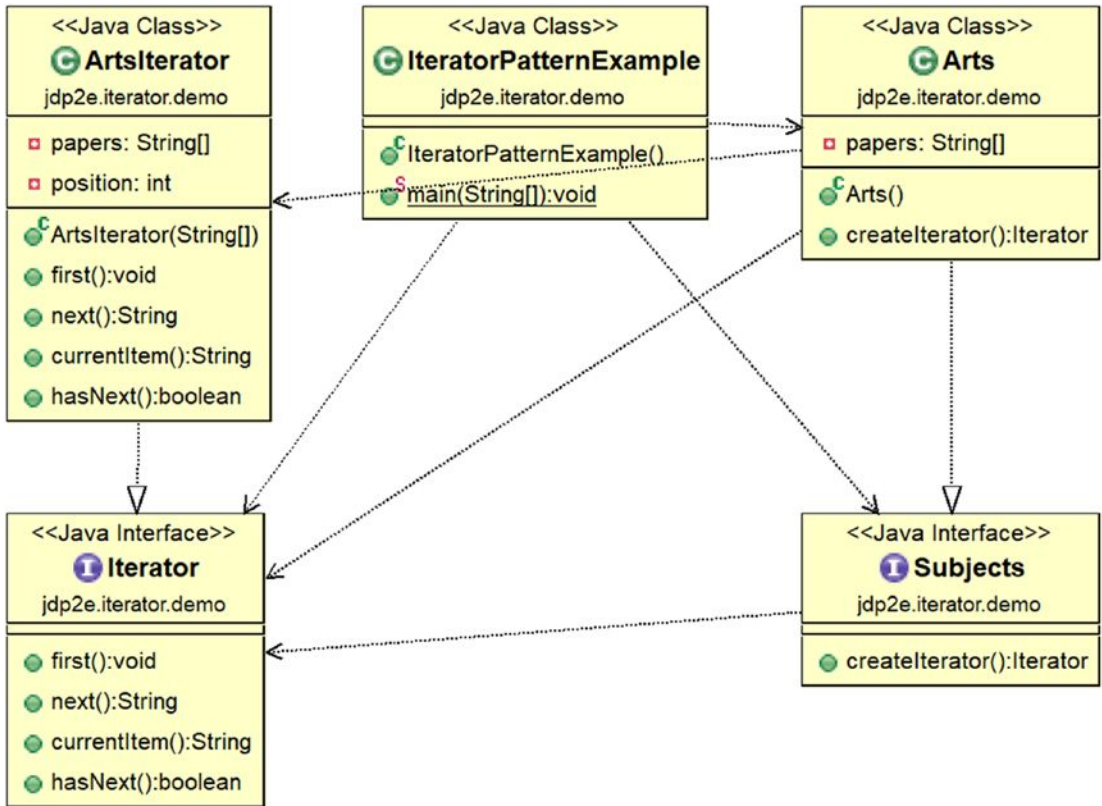 <<Java Class>>
ArtsIterator
jdp2e.iterator.demo
papers: String[]
position: int
ArtsIterator(String[])
first():void
next():String
currentItem():String
hasNext():boolean
<<Java Class>>
IteratorPatternExample
jdp2e.iterator.demo
IteratorPatternExample()
main(String[]):void
<<Java Class>>
Arts
jdp2e.iterator.demo
papers: String[]
Arts()
createIterator():Iterator
<<Java Interface>>
Iterator
jdp2e.iterator.demo
first():void
next():String
currentItem():String
hasNext():boolean
<<Java Interface>>
Subjects
jdp2e.iterator.demo
createIterator():Iterator